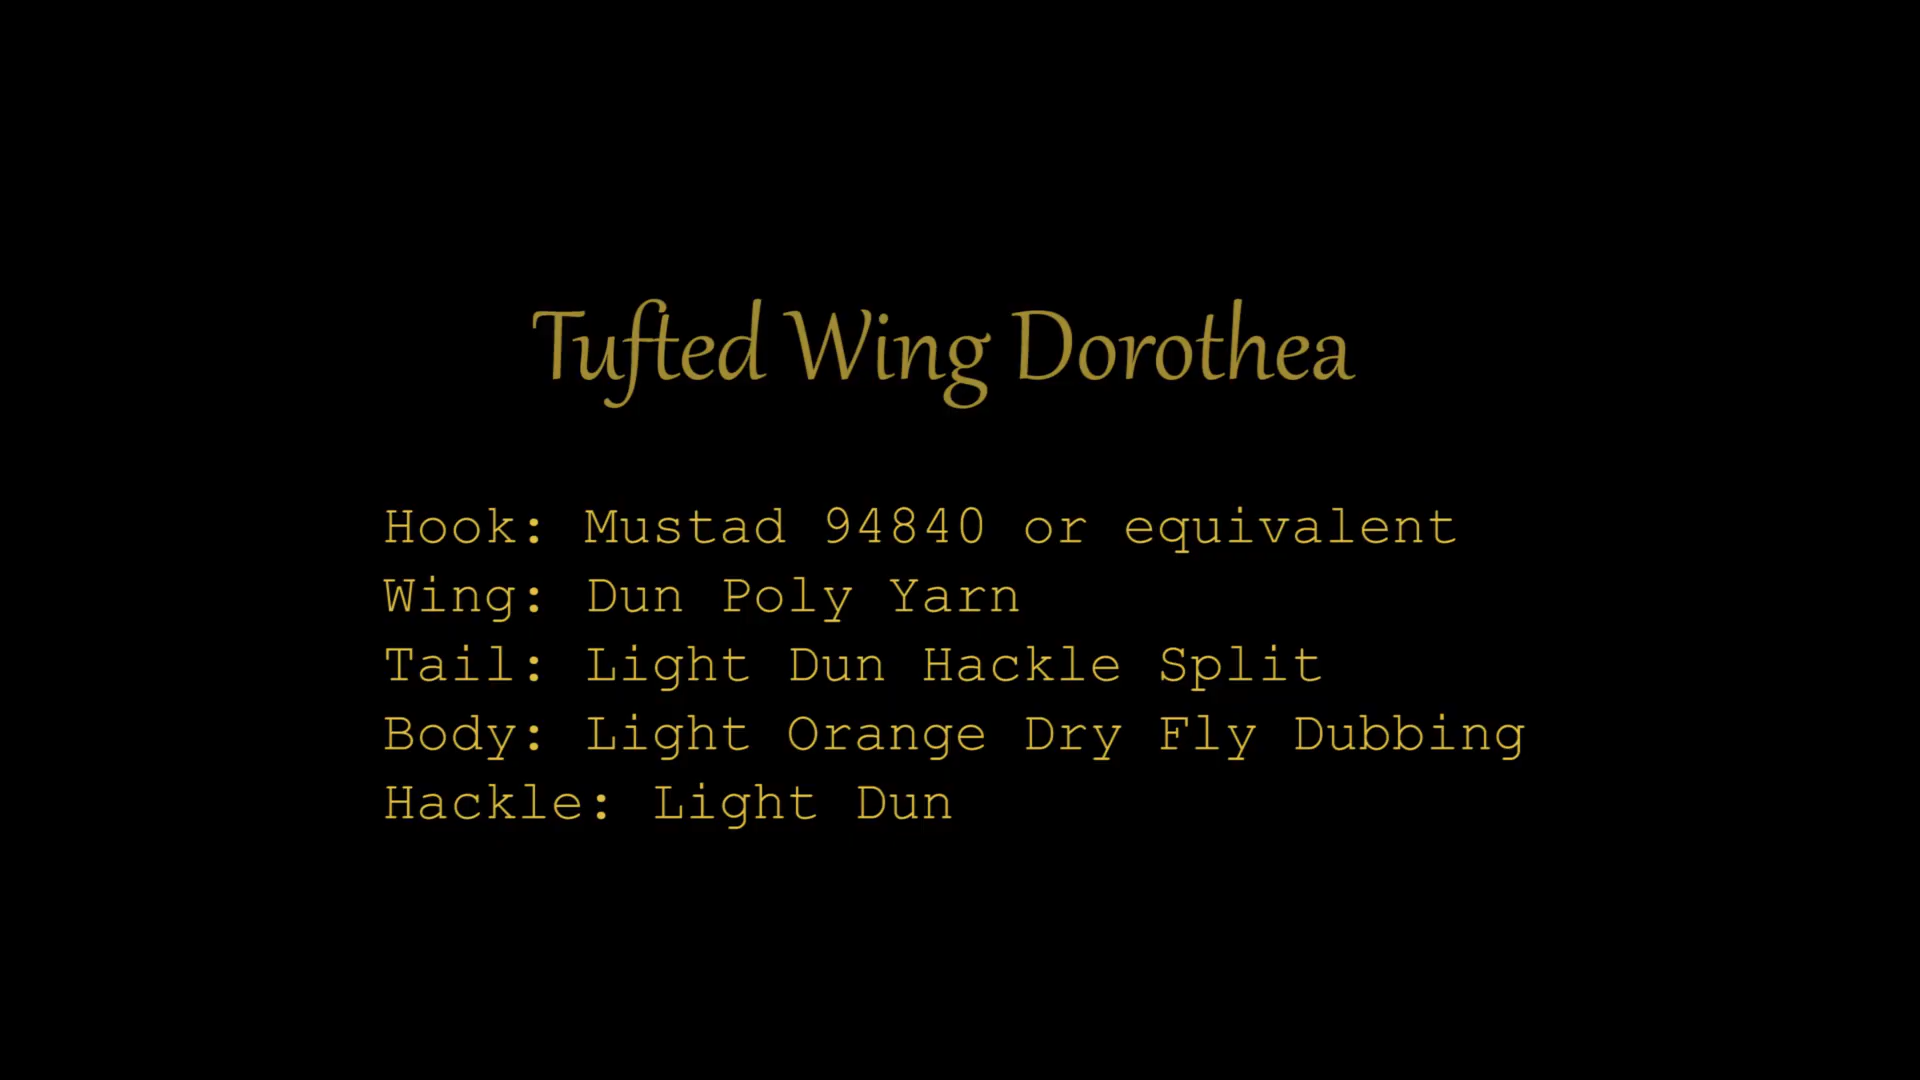 Tufted Wing Dorothea
Hook: Mustad 94840 or equivalent
Wing: Dun Poly Yarn
Tail: Light Dun Hackle Split
Body: Light Orange Dry Fly Dubbing
Hackle: Light Dun